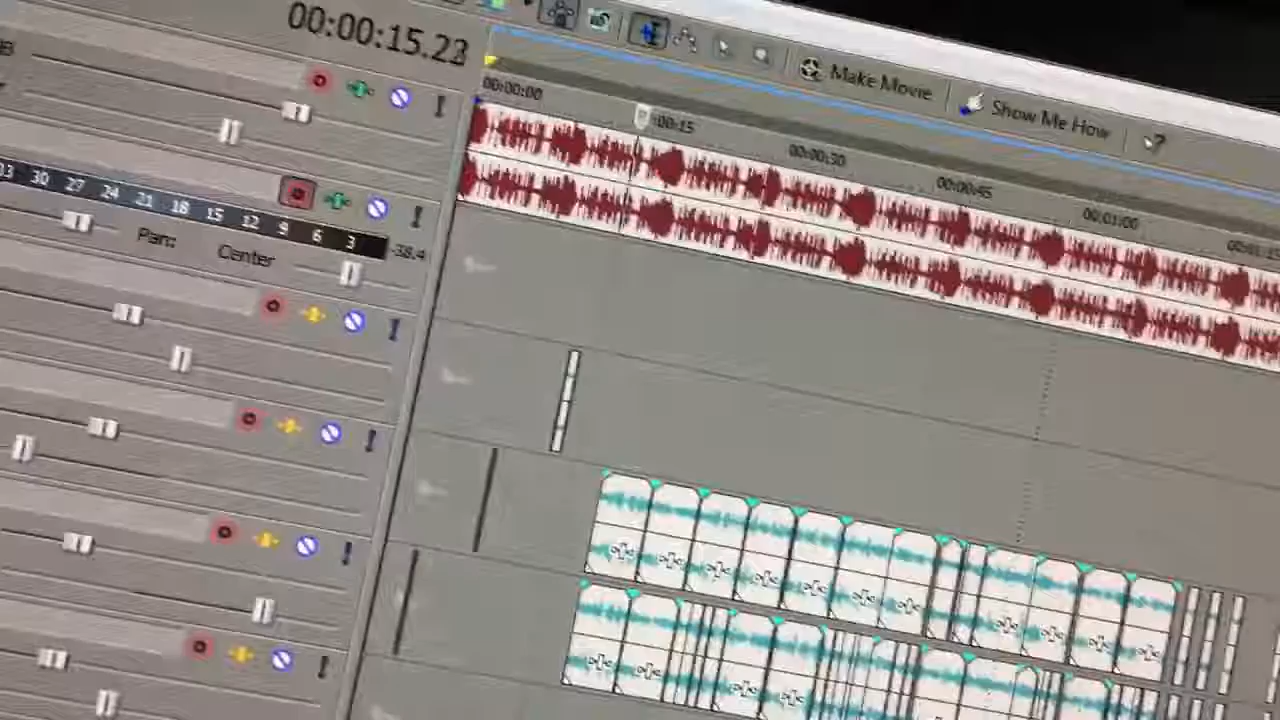 00:00:15.23
Make Movie
Show Me How
00:00:00
:00:15
00:00:30
00:00:45
00:01:00
00:01:15
33 30 27 24 21 18 15 12 9 6 3
-38.4
Pan:
Center